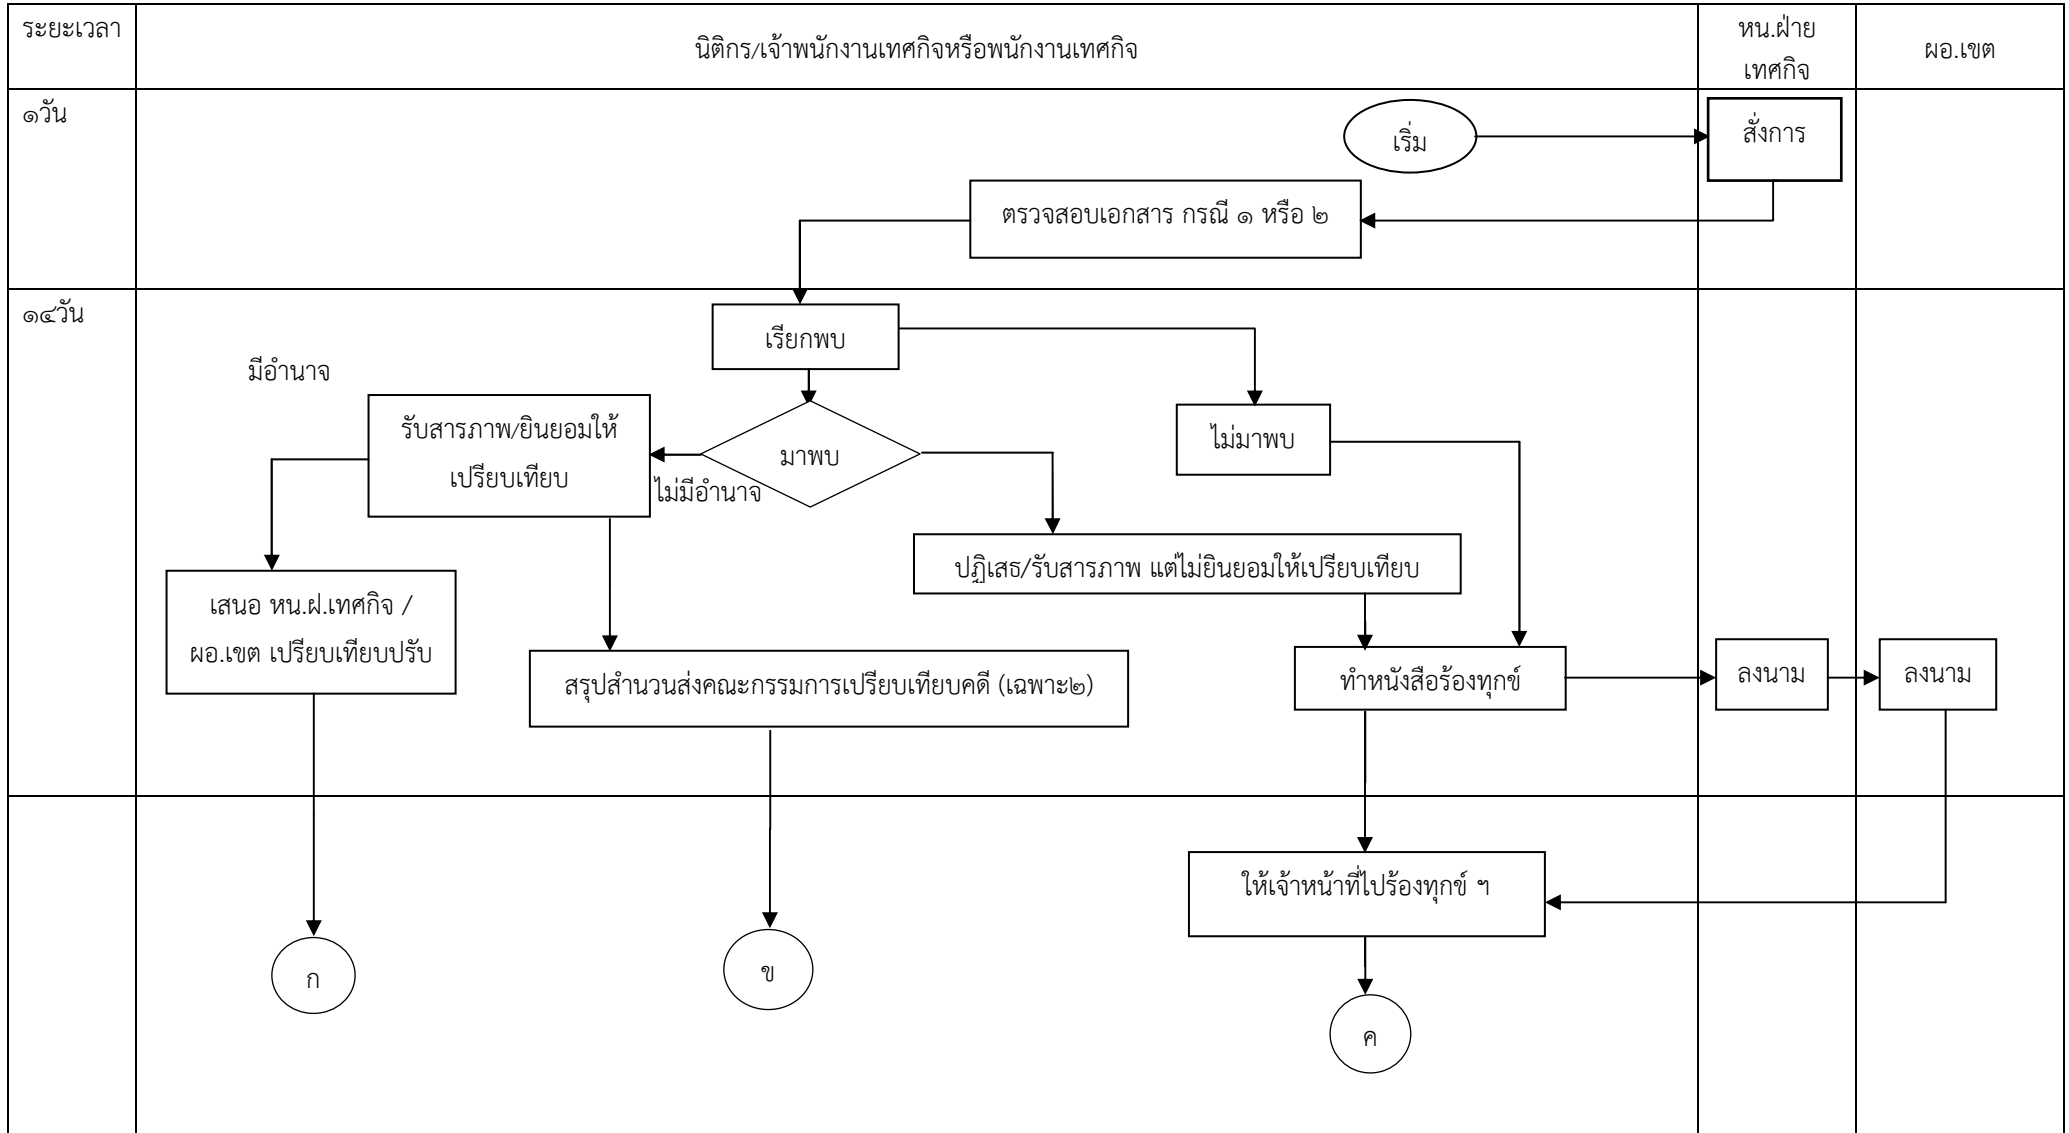 ระยะเวลา
นิติกร/เจ้าพนักงานเทศกิจหรือพนักงานเทศกิจ
หน.ฝ่าย
เทศกิจ
ผอ.เขต
๑วัน
เริ่ม
สั่งการ
ตรวจสอบเอกสาร กรณี ๑ หรือ ๒
๑๔วัน
เรียกพบ
มีอำนาจ
รับสารภาพ/ยินยอมให้
เปรียบเทียบ
มาพบ
ไม่มาพบ
ไม่มีอำนาจ
ปฏิเสธ/รับสารภาพ แต่ไม่ยินยอมให้เปรียบเทียบ
เสนอ หน.ฝ.เทศกิจ /
ผอ.เขต เปรียบเทียบปรับ
สรุปสำนวนส่งคณะกรรมการเปรียบเทียบคดี (เฉพาะ๒)
ทำหนังสือร้องทุกข์
ลงนาม
ลงนาม
ให้เจ้าหน้าที่ไปร้องทุกข์ ฯ
ก
ข
ค